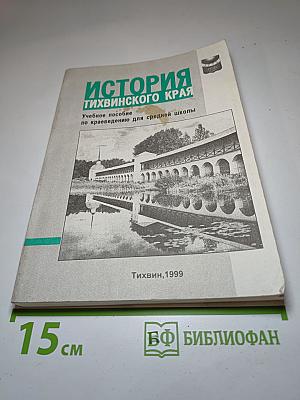 ИСТОРИЯ
ТИХВИНСКОГО КРАЯ
Учебное пособие
по краеведению для средней школы
Тихвин,1999
15 см
БФ БИБЛИОФАН